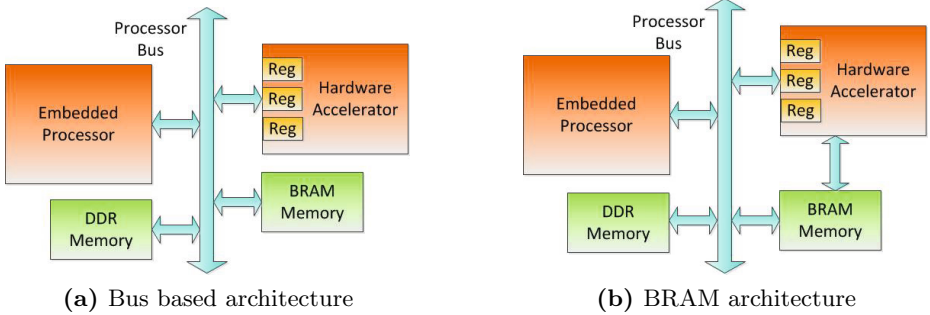 Processor
Bus
Reg
Reg
Reg
Hardware
Accelerator
Embedded
Processor
DDR
Memory
BRAM
Memory
(a) Bus based architecture
Processor
Bus
Reg
Reg
Reg
Hardware
Accelerator
Embedded
Processor
DDR
Memory
BRAM
Memory
(b) BRAM architecture